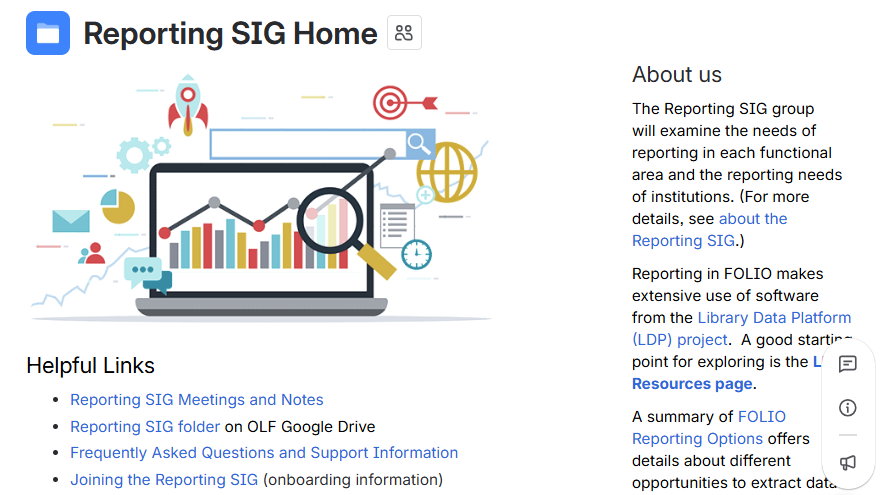 Reporting SIG Home
Helpful Links
Reporting SIG Meetings and Notes
Reporting SIG folder on OLF Google Drive
Frequently Asked Questions and Support Information
Joining the Reporting SIG (onboarding information)
About us
The Reporting SIG group
will examine the needs of
reporting in each functional
area and the reporting needs
of institutions. (For more
details, see about the
Reporting SIG.)
Reporting in FOLIO makes
extensive use of software
from the Library Data Platform
(LDP) project.  A good starting
point for exploring is the
Resources page.
A summary of FOLIO
Reporting Options offers
details about different
opportunities to extract data